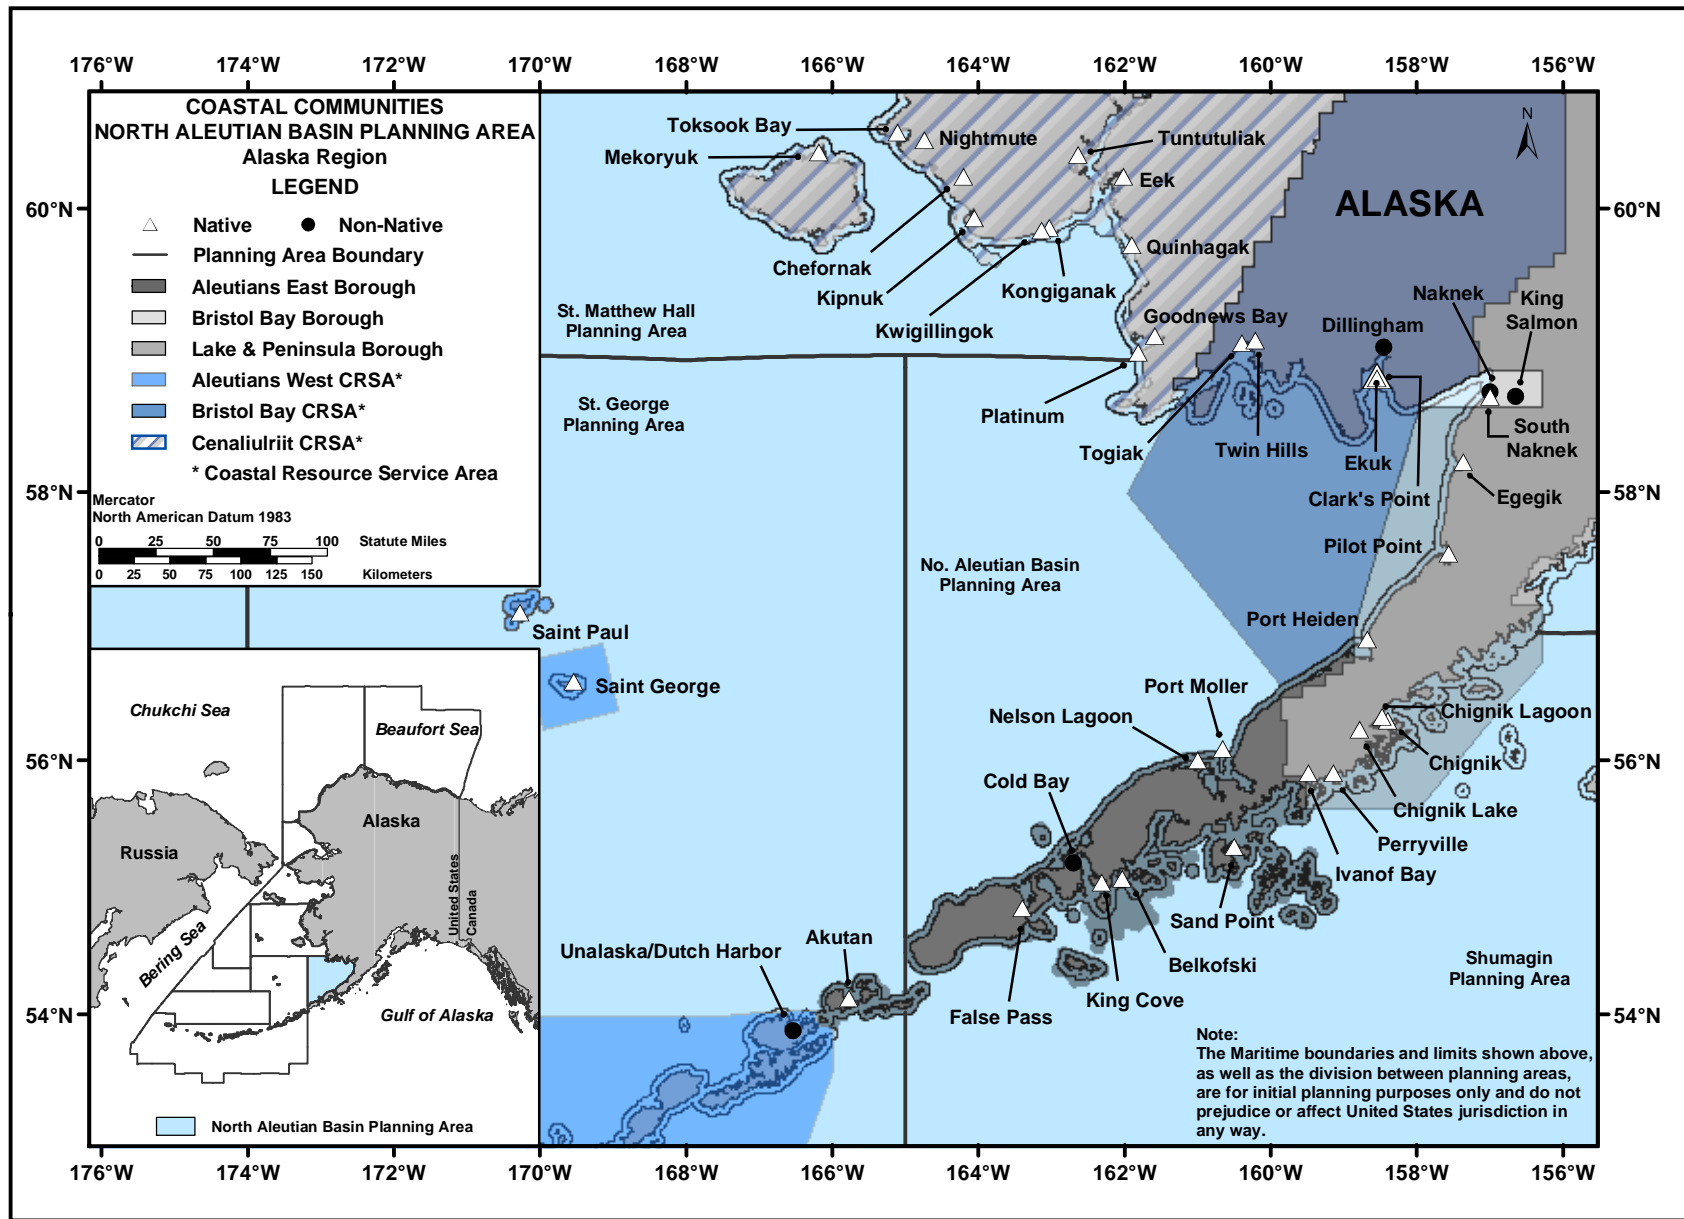 176°W 174°W 172°W 170°W 166°W 164°W 162°W 160°W 158°W 156°W
COASTAL COMMUNITIES
NORTH ALEUTIAN BASIN PLANNING AREA
Alaska Region
LEGEND
Native Non-Native
Planning Area Boundary
Aleutians East Borough
Bristol Bay Borough
Lake & Peninsula Borough
Aleutians West CRSA*
Bristol Bay CRSA*
Cenaliulriit CRSA*
* Coastal Resource Service Area
Mercator
North American Datum 1983
0 25 50 75 100 Statute Miles
0 25 50 75 100 125 150 Kilometers
N
Toksook Bay
Nightmute
Tuntutuliak
Mekoryuk
Eek
ALASKA
60°N
60°N
Quinhagak
Chefornak
Kipnuk
Kongiganak
Kwigillingok
Naknek
King
Salmon
St. Matthew Hall
Planning Area
Goodnews Bay
Dillingham
St. George
Planning Area
Platinum
Togiak
Twin Hills
Ekuk
South
Naknek
Clark's Point
Egegik
58°N
58°N
Pilot Point
No. Aleutian Basin
Planning Area
Port Heiden
Saint Paul
Saint George
Port Moller
Nelson Lagoon
Chignik Lagoon
Chignik
56°N
56°N
Cold Bay
Chignik Lake
Perryville
Ivanof Bay
Sand Point
Akutan
Unalaska/Dutch Harbor
Belkofski
King Cove
False Pass
Shumagin
Planning Area
54°N
54°N
Note:
The Maritime boundaries and limits shown above,
as well as the division between planning areas,
are for initial planning purposes only and do not
prejudice or affect United States jurisdiction in
any way.
Chukchi Sea
Beaufort Sea
Alaska
Russia
United States
Canada
Bering Sea
Gulf of Alaska
North Aleutian Basin Planning Area
176°W 174°W 172°W 170°W 166°W 164°W 162°W 160°W 158°W 156°W